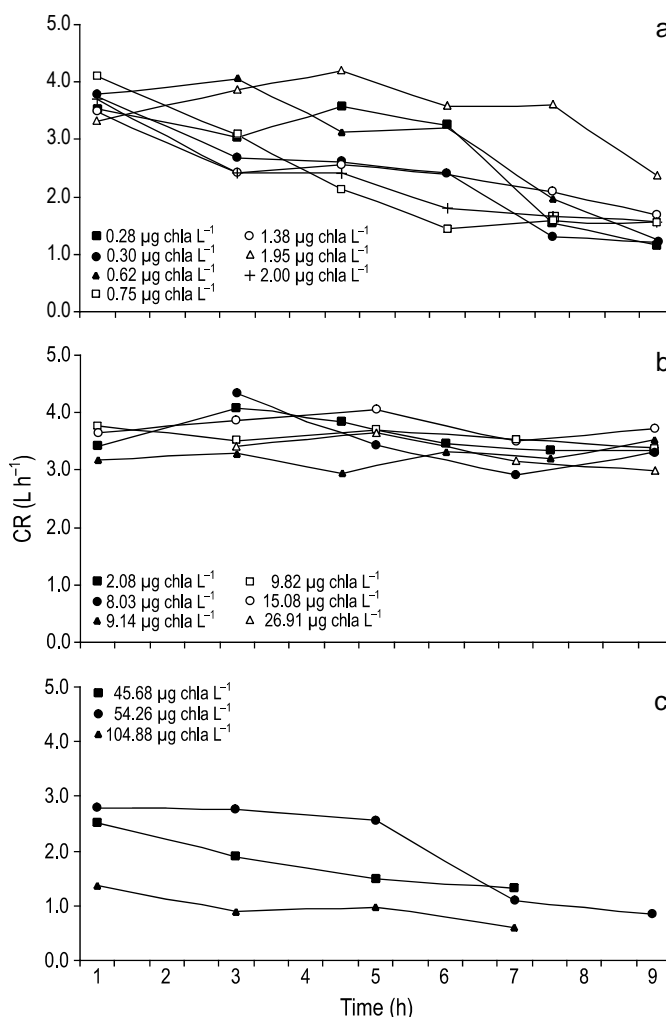 a
5.0
4.0
3.0
2.0
1.0
0.0
0.28 µg chla L⁻¹
0.30 µg chla L⁻¹
0.62 µg chla L⁻¹
0.75 µg chla L⁻¹
1.38 µg chla L⁻¹
1.95 µg chla L⁻¹
2.00 µg chla L⁻¹
b
5.0
4.0
3.0
2.0
1.0
0.0
CR (L h⁻¹)
2.08 µg chla L⁻¹
8.03 µg chla L⁻¹
9.14 µg chla L⁻¹
9.82 µg chla L⁻¹
15.08 µg chla L⁻¹
26.91 µg chla L⁻¹
c
5.0
4.0
3.0
2.0
1.0
0.0
45.68 µg chla L⁻¹
54.26 µg chla L⁻¹
104.88 µg chla L⁻¹
1 2 3 4 5 6 7 8 9
Time (h)